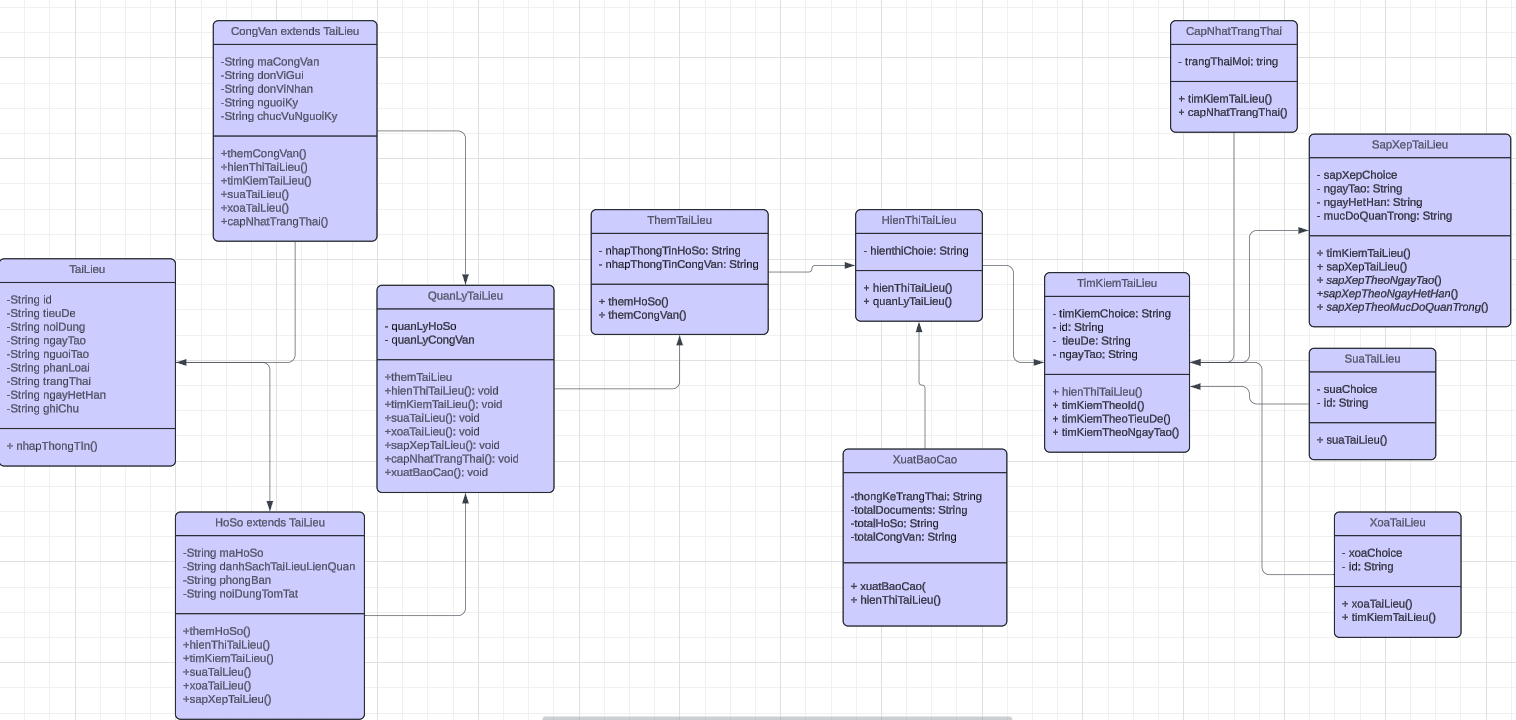 CongVan extends TaiLieu
-String maCongVan
-String donViGui
-String donViNhan
-String nguoiKy
-String chucVuNguoiKy
+themCongVan()
+hienThiTaiLieu()
+timKiemTaiLieu()
+suaTaiLieu()
+xoaTaiLieu()
+capNhatTrangThai()
TaiLieu
-String id
-String tieuDe
-String noiDung
-String ngayTao
-String nguoiTao
-String phanLoai
-String trangThai
-String ngayHetHan
-String ghiChu
+ nhapThongTin()
HoSo extends TaiLieu
-String maHoSo
-String danhSachTaiLieuLienQuan
-String phongBan
-String noiDungTomTat
+themHoSo()
+hienThiTaiLieu()
+timKiemTaiLieu()
+suaTaiLieu()
+xoaTaiLieu()
+sapXepTaiLieu()
QuanLyTaiLieu
- quanLyHoSo
- quanLyCongVan
+themTaiLieu
+hienThiTaiLieu(): void
+timKiemTaiLieu(): void
+suaTaiLieu(): void
+xoaTaiLieu(): void
+sapXepTaiLieu(): void
+capNhatTrangThai(): void
+xuatBaoCao(): void
ThemTaiLieu
- nhapThongTinHoSo: String
- nhapThongTinCongVan: String
+ themHoSo()
+ themCongVan()
HienThiTaiLieu
- hienthiChoie: String
+ hienThiTaiLieu()
+ quanLyTaiLieu()
XuatBaoCao
-thongKeTrangThai: String
-totalDocuments: String
-totalHoSo: String
-totalCongVan: String
+ xuatBaoCao(
+ hienThiTaiLieu()
TimKiemTaiLieu
- timKiemChoice: String
- id: String
- tieuDe: String
- ngayTao: String
+ hienThiTaiLieu()
+ timKiemTheoId()
+ timKiemTheoTieuDe()
+ timKiemTheoNgayTao()
CapNhatTrangThai
- trangThaiMoi: tring
+ timKiemTaiLieu()
+ capNhatTrangThai()
SapXepTaiLieu
- sapXepChoice
- ngayTao: String
- ngayHetHan: String
- mucDoQuanTrong: String
+ timKiemTaiLieu()
+ sapXepTaiLieu()
+ sapXepTheoNgayTao()
+sapXepTheoNgayHetHan()
+ sapXepTheoMucDoQuanTrong()
SuaTaiLieu
- suaChoice
- id: String
+ suaTaiLieu()
XoaTaiLieu
- xoaChoice
- id: String
+ xoaTaiLieu()
+ timKiemTaiLieu()